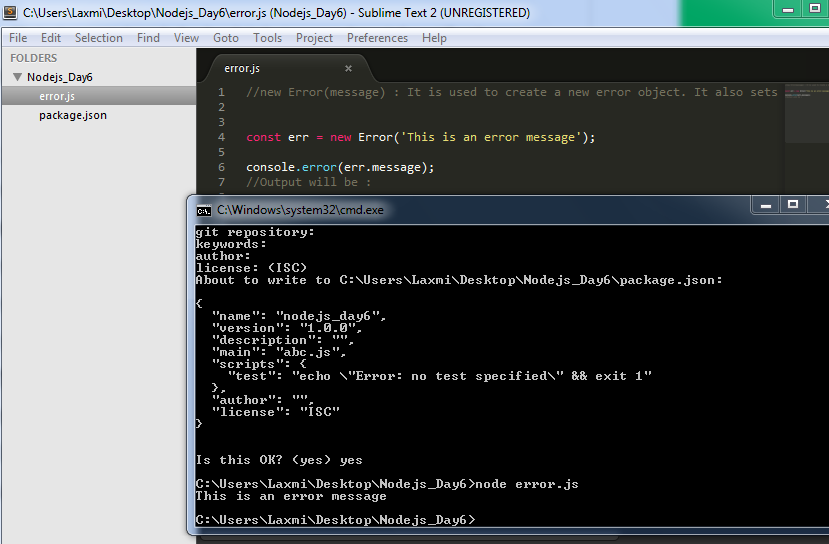 C:\Users\Laxmi\Desktop\Nodejs_Day6\error.js (Nodejs_Day6) - Sublime Text 2 (UNREGISTERED)
File Edit Selection Find View Goto Tools Project Preferences Help
FOLDERS
Nodejs_Day6
error.js
package.json
error.js ×
1 //new Error(message) : It is used to create a new error object. It also sets
2
3
4 const err = new Error('This is an error message');
5
6 console.error(err.message);
7 //Output will be :
C:\Windows\system32\cmd.exe
git repository:
keywords:
author:
license: (ISC)
About to write to C:\Users\Laxmi\Desktop\Nodejs_Day6\package.json:
{
"name": "nodejs_day6",
"version": "1.0.0",
"description": "",
"main": "abc.js",
"scripts": {
"test": "echo \"Error: no test specified\" && exit 1"
},
"author": "",
"license": "ISC"
}
Is this OK? (yes) yes
C:\Users\Laxmi\Desktop\Nodejs_Day6>node error.js
This is an error message
C:\Users\Laxmi\Desktop\Nodejs_Day6>